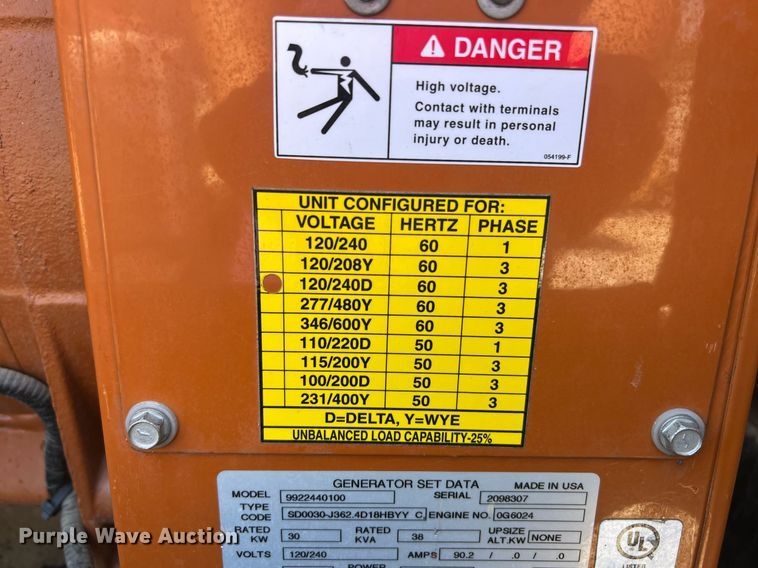 DANGER
High voltage.
Contact with terminals
may result in personal
injury or death.
054199-F
UNIT CONFIGURED FOR:
VOLTAGE HERTZ PHASE
120/240 60 1
120/208Y 60 3
120/240D 60 3
277/480Y 60 3
346/600Y 60 3
110/220D 50 1
115/200Y 50 3
100/200D 50 3
231/400Y 50 3
D=DELTA, Y=WYE
UNBALANCED LOAD CAPABILITY-25%
GENERATOR SET DATA MADE IN USA
MODEL 9922440100 SERIAL 2098307
TYPE CODE SD0030-J362.4D18HBYY C, ENGINE NO. 0G6024
RATED KW 30 RATED KVA 38 UPSIZE ALT.KW NONE
VOLTS 120/240 AMPS 90.2 / .0 / .0
POWER
UL
LISTED
Purple Wave Auction